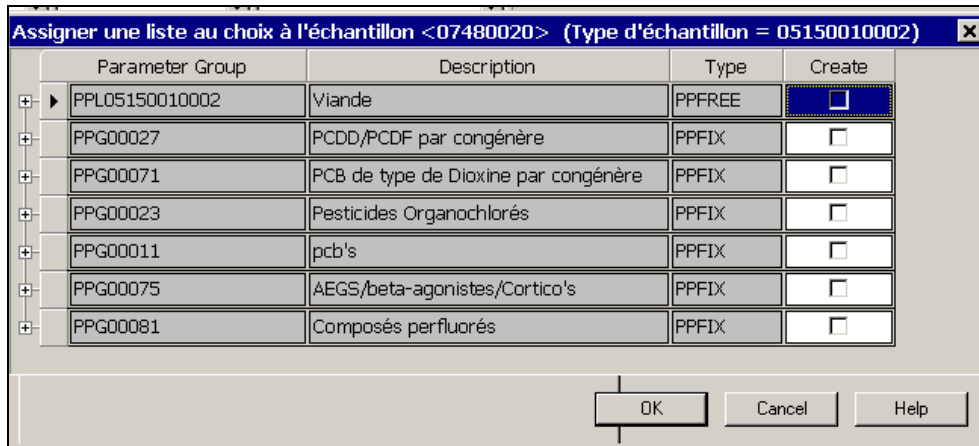 Assigner une liste au choix à l'échantillon <07480020> (Type d'échantillon = 05150010002)
Parameter Group Description Type Create
PPL05150010002 Viande PPFREE
PPG00027 PCDD/PCDF par congénère PPFIX
PPG00071 PCB de type de Dioxine par congénère PPFIX
PPG00023 Pesticides Organochlorés PPFIX
PPG00011 pcb's PPFIX
PPG00075 AEGS/beta-agonistes/Cortico's PPFIX
PPG00081 Composés perfluorés PPFIX
OK Cancel Help